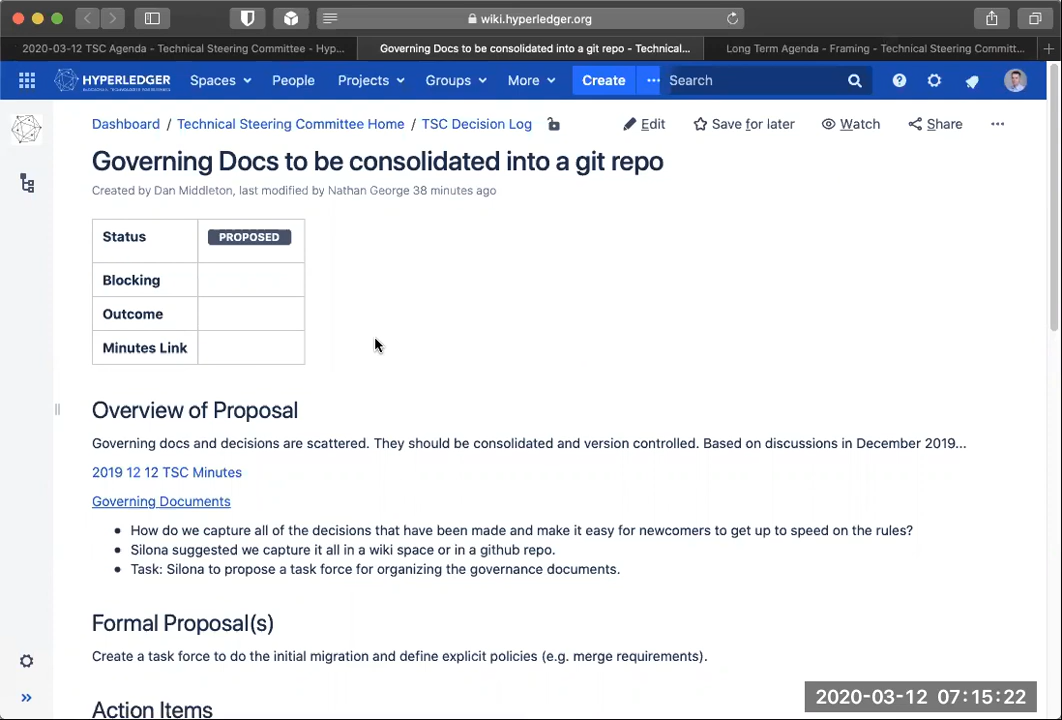 wiki.hyperledger.org
2020-03-12 TSC Agenda - Technical Steering Committee - Hyp...
Governing Docs to be consolidated into a git repo - Technical...
Long Term Agenda - Framing - Technical Steering Committ...
HYPERLEDGER
Spaces
People
Projects
Groups
More
Create
Search
Dashboard / Technical Steering Committee Home / TSC Decision Log
Edit
Save for later
Watch
Share
Governing Docs to be consolidated into a git repo
Created by Dan Middleton, last modified by Nathan George 38 minutes ago
Status PROPOSED
Blocking
Outcome
Minutes Link
Overview of Proposal
Governing docs and decisions are scattered. They should be consolidated and version controlled. Based on discussions in December 2019...
2019 12 12 TSC Minutes
Governing Documents
• How do we capture all of the decisions that have been made and make it easy for newcomers to get up to speed on the rules?
• Silona suggested we capture it all in a wiki space or in a github repo.
• Task: Silona to propose a task force for organizing the governance documents.
Formal Proposal(s)
Create a task force to do the initial migration and define explicit policies (e.g. merge requirements).
Action Items
2020-03-12 07:15:22